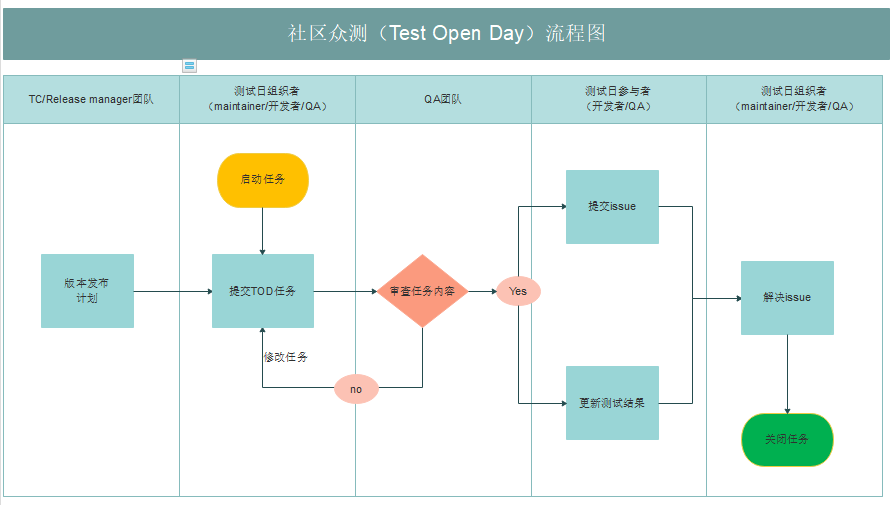 社区众测（Test Open Day）流程图
TC/Release manager团队
测试日组织者
（maintainer/开发者/QA）
QA团队
测试日参与者
（开发者/QA）
测试日组织者
（maintainer/开发者/QA）
启动任务
提交issue
版本发布
计划
提交TOD任务
审查任务内容
Yes
解决issue
修改任务
no
更新测试结果
关闭任务